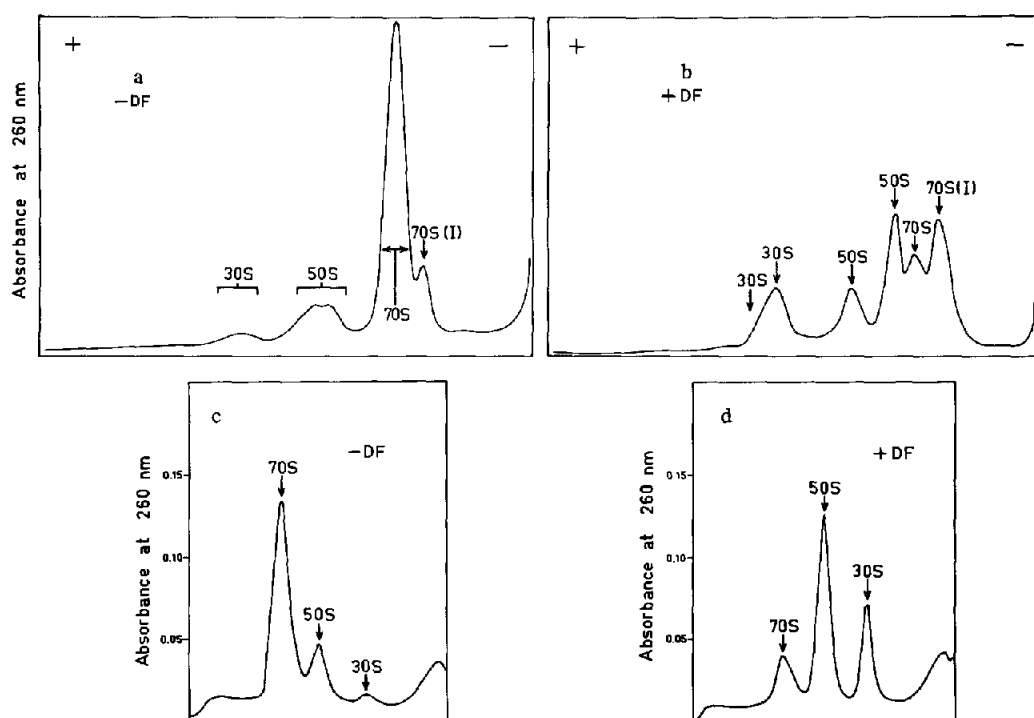 Absorbance at 260 nm
+
−
a
−DF
30S
50S
70S
70S(I)
+
−
b
+DF
30S
30S
50S
50S
70S
70S(I)
Absorbance at 260 nm
0.15
0.10
0.05
c
−DF
70S
50S
30S
Absorbance at 260 nm
0.15
0.10
0.05
d
+DF
70S
50S
30S